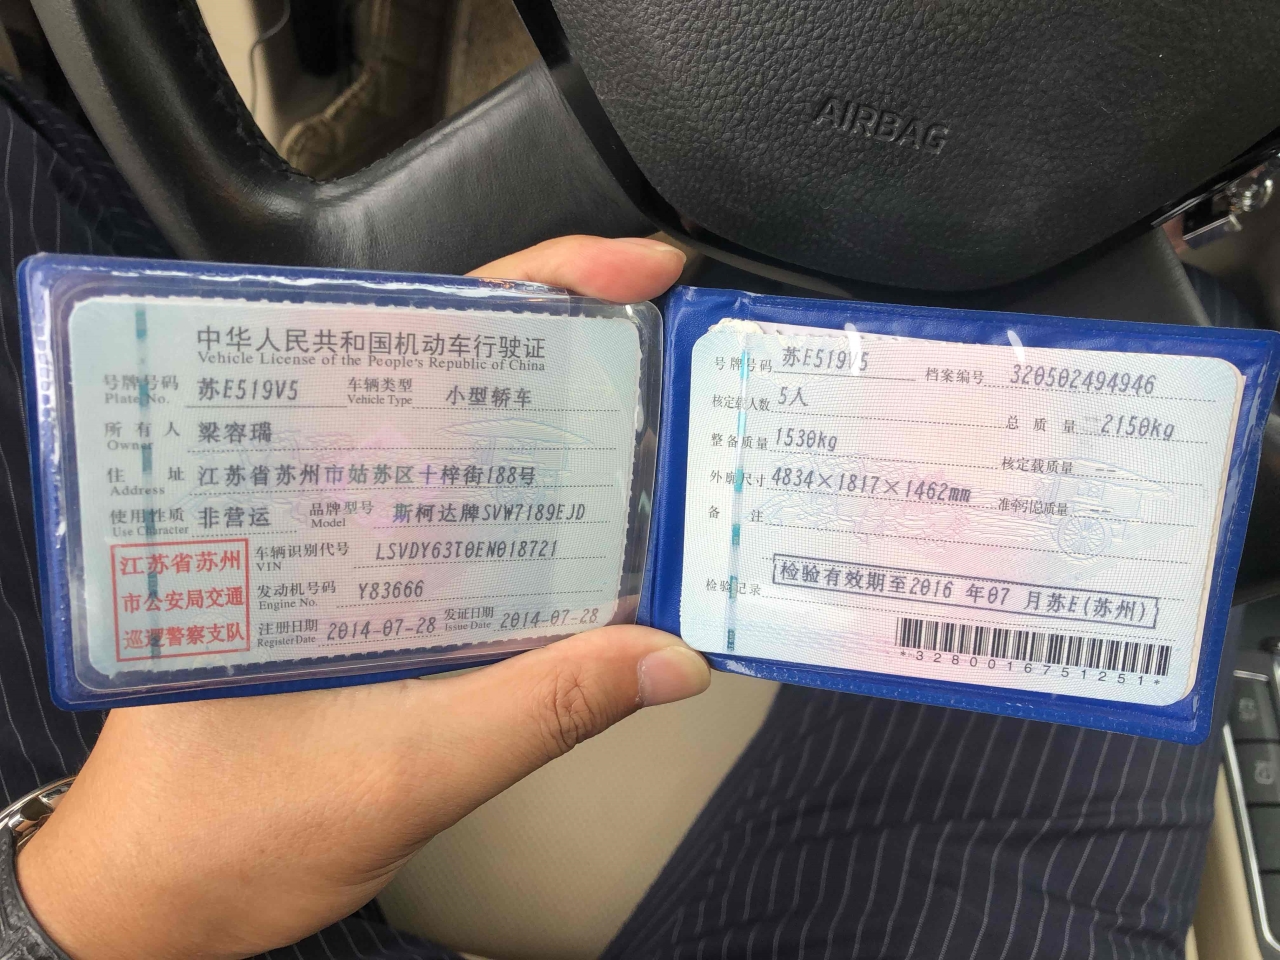 AIRBAG
中华人民共和国机动车行驶证
Vehicle License of the People's Republic of China
号牌号码 苏E519V5 车辆类型 小型轿车
Plate No. Vehicle Type
所有人 梁容瑞
Owner
住址 江苏省苏州市姑苏区十梓街188号
Address
使用性质 非营运 品牌型号 斯柯达牌SVW7189EJD
Use Character Model
江苏省苏州
市公安局交通
巡逻警察支队
车辆识别代号 LSVDY63T0EN018721
VIN
发动机号码 Y83666
Engine No.
注册日期 2014-07-28 发证日期 2014-07-28
Register Date Issue Date
号牌号码 苏E519V5 档案编号 320502494946
核定载人数 5人 总质量 2150kg
整备质量 1530kg 核定载质量 --
外廓尺寸 4834×1817×1462mm 准牵引总质量 --
备注
检验记录 检验有效期至2016年07月苏E(苏州)
*3280016751251*